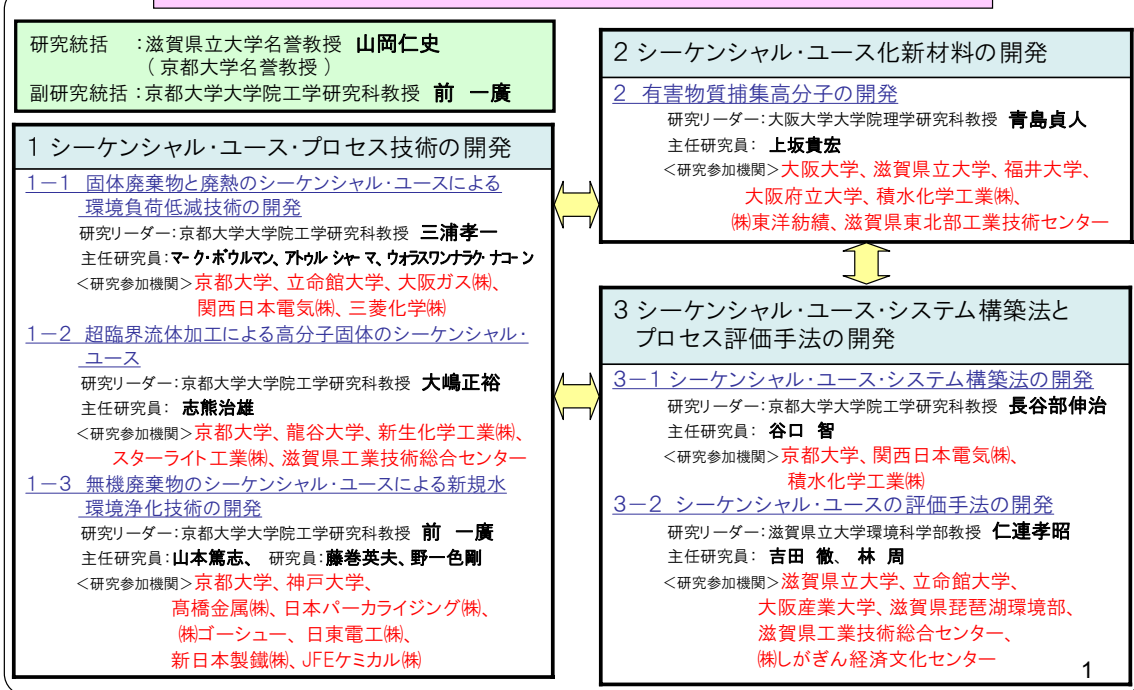 研究統括　：滋賀県立大学名誉教授 山岡仁史
（京都大学名誉教授）
副研究統括：京都大学大学院工学研究科教授 前 一廣
1 シーケンシャル・ユース・プロセス技術の開発
1－1 固体廃棄物と廃熱のシーケンシャル・ユースによる
環境負荷低減技術の開発
研究リーダー：京都大学大学院工学研究科教授 三浦孝一
主任研究員：マーク・ボウルマン、アトゥル シャーマ、ウォラスワンナラク ナコーン
＜研究参加機関＞京都大学、立命館大学、大阪ガス㈱、
関西日本電気㈱、三菱化学㈱
1－2 超臨界流体加工による高分子固体のシーケンシャル・
ユース
研究リーダー：京都大学大学院工学研究科教授 大嶋正裕
主任研究員： 志熊治雄
＜研究参加機関＞京都大学、龍谷大学、新生化学工業㈱、
スターライト工業㈱、滋賀県工業技術総合センター
1－3 無機廃棄物のシーケンシャル・ユースによる新規水
環境浄化技術の開発
研究リーダー：京都大学大学院工学研究科教授 前 一廣
主任研究員：山本篤志、 研究員：藤巻英夫、野一色剛
＜研究参加機関＞京都大学、神戸大学、
髙橋金属㈱、日本パーカライジング㈱、
㈱ゴーシュー、日東電工㈱、
新日本製鐵㈱、JFEケミカル㈱
2 シーケンシャル・ユース化新材料の開発
2 有害物質捕集高分子の開発
研究リーダー：大阪大学大学院理学研究科教授 青島貞人
主任研究員： 上坂貴宏
＜研究参加機関＞大阪大学、滋賀県立大学、福井大学、
大阪府立大学、積水化学工業㈱、
㈱東洋紡績、滋賀県東北部工業技術センター
3 シーケンシャル・ユース・システム構築法と
プロセス評価手法の開発
3－1 シーケンシャル・ユース・システム構築法の開発
研究リーダー：京都大学大学院工学研究科教授 長谷部伸治
主任研究員： 谷口 智
＜研究参加機関＞京都大学、関西日本電気㈱、
積水化学工業㈱
3－2 シーケンシャル・ユースの評価手法の開発
研究リーダー：滋賀県立大学環境科学部教授 仁連孝昭
主任研究員： 吉田 徹、 林 周
＜研究参加機関＞滋賀県立大学、立命館大学、
大阪産業大学、滋賀県琵琶湖環境部、
滋賀県工業技術総合センター、
㈱しがぎん経済文化センター
1